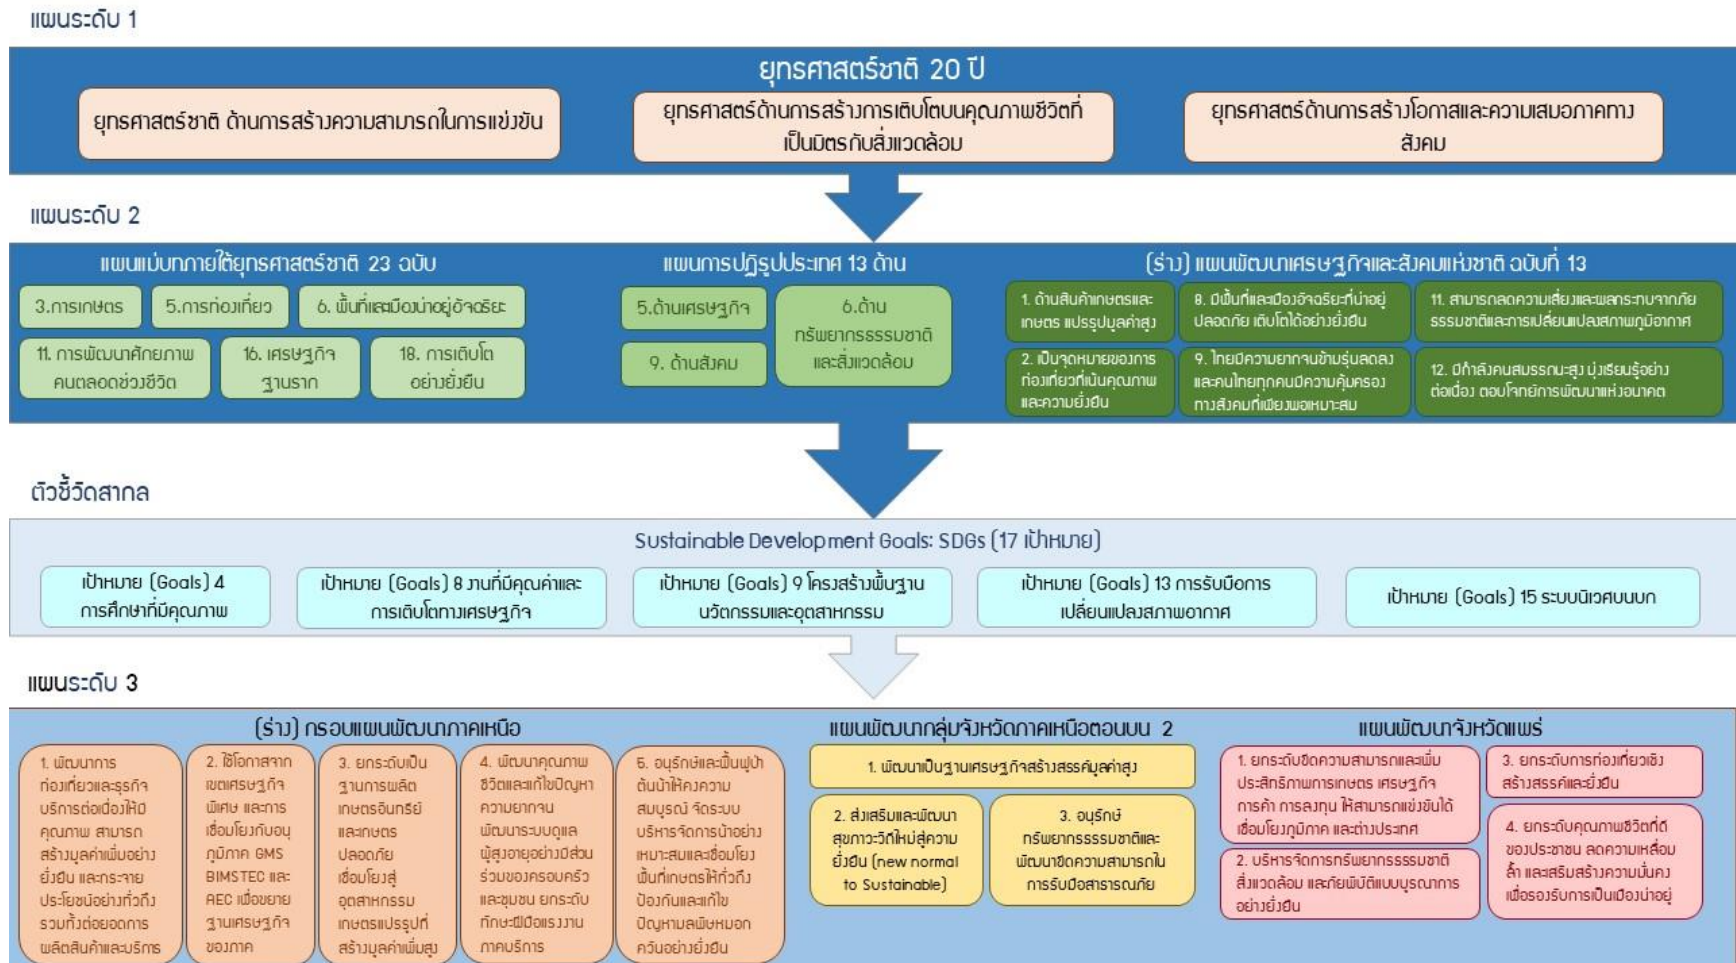 แผนระดับ 1
ยุทธศาสตร์ชาติ 20 ปี
ยุทธศาสตร์ชาติ ด้านการสร้างความสามารถในการแข่งขัน
ยุทธศาสตร์ด้านการสร้างการเติบโตบนคุณภาพชีวิตที่
เป็นมิตรกับสิ่งแวดล้อม
ยุทธศาสตร์ด้านการสร้างโอกาสและความเสมอภาคทาง
สังคม
แผนระดับ 2
แผนแม่บทภายใต้ยุทธศาสตร์ชาติ 23 ฉบับ
3.การเกษตร
5.การท่องเที่ยว
6. พื้นที่และเมืองน่าอยู่อัจฉริยะ
11. การพัฒนาศักยภาพ
คนตลอดช่วงชีวิต
16. เศรษฐกิจ
ฐานราก
18. การเติบโต
อย่างยั่งยืน
แผนการปฏิรูปประเทศ 13 ด้าน
5.ด้านเศรษฐกิจ
9. ด้านสังคม
6.ด้าน
ทรัพยากรธรรมชาติ
และสิ่งแวดล้อม
(ร่าง) แผนพัฒนาเศรษฐกิจและสังคมแห่งชาติ ฉบับที่ 13
1. ด้านสินค้าเกษตรและ
เกษตร แปรรูปมูลค่าสูง
8. มีพื้นที่และเมืองอัจฉริยะที่น่าอยู่
ปลอดภัย เติบโตได้อย่างยั่งยืน
11. สามารถลดความเสี่ยงและผลกระทบจากภัย
ธรรมชาติและการเปลี่ยนแปลงสภาพภูมิอากาศ
2. เป็นจุดหมายของการ
ท่องเที่ยวที่เน้นคุณภาพ
และความยั่งยืน
9. ไทยมีความยากจนข้ามรุ่นลดลง
และคนไทยทุกคนมีความคุ้มครอง
ทางสังคมที่เพียงพอเหมาะสม
12. มีกำลังคนสมรรถนะสูง มุ่งเรียนรู้อย่าง
ต่อเนื่อง ตอบโจทย์การพัฒนาแห่งอนาคต
ตัวชี้วัดสากล
Sustainable Development Goals: SDGs (17 เป้าหมาย)
เป้าหมาย (Goals) 4
การศึกษาที่มีคุณภาพ
เป้าหมาย (Goals) 8 งานที่มีคุณค่าและ
การเติบโตทางเศรษฐกิจ
เป้าหมาย (Goals) 9 โครงสร้างพื้นฐาน
นวัตกรรมและอุตสาหกรรม
เป้าหมาย (Goals) 13 การรับมือการ
เปลี่ยนแปลงสภาพอากาศ
เป้าหมาย (Goals) 15 ระบบนิเวศบนบก
แผนระดับ 3
(ร่าง) กรอบแผนพัฒนาภาคเหนือ
1. พัฒนาการ
ท่องเที่ยวและธุรกิจ
บริการต่อเนื่องให้มี
คุณภาพ สามารถ
สร้างมูลค่าเพิ่มอย่าง
ยั่งยืน และกระจาย
ประโยชน์อย่างทั่วถึง
รวมทั้งต่อยอดการ
ผลิตสินค้าและบริการ
2. ใช้โอกาสจาก
เขตเศรษฐกิจ
พิเศษ และการ
เชื่อมโยงกับอนุ
ภูมิภาค GMS
BIMSTEC และ
AEC เพื่อขยาย
ฐานเศรษฐกิจ
ของภาค
3. ยกระดับเป็น
ฐานการผลิต
เกษตรอินทรีย์
และเกษตร
ปลอดภัย
เชื่อมโยงสู่
อุตสาหกรรม
เกษตรแปรรูปที่
สร้างมูลค่าเพิ่มสูง
4. พัฒนาคุณภาพ
ชีวิตและแก้ไขปัญหา
ความยากจน
พัฒนาระบบดูแล
ผู้สูงอายุอย่างมีส่วน
ร่วมของครอบครัว
และชุมชน ยกระดับ
ทักษะฝีมือแรงงาน
ภาคบริการ
5. อนุรักษ์และฟื้นฟูป่า
ต้นน้ำให้คงความ
สมบูรณ์ จัดระบบ
บริหารจัดการน้ำอย่าง
เหมาะสมและเชื่อมโยง
พื้นที่เกษตรให้ทั่วถึง
ป้องกันและแก้ไข
ปัญหามลพิษหมอก
ควันอย่างยั่งยืน
แผนพัฒนากลุ่มจังหวัดภาคเหนือตอนบน 2
1. พัฒนาเป็นฐานเศรษฐกิจสร้างสรรค์มูลค่าสูง
2. ส่งเสริมและพัฒนา
สุขภาวะวิถีใหม่สู่ความ
ยั่งยืน (new normal
to Sustainable)
3. อนุรักษ์
ทรัพยากรธรรมชาติและ
พัฒนาขีดความสามารถใน
การรับมือสาธารณภัย
แผนพัฒนาจังหวัดแพร่
1. ยกระดับขีดความสามารถและเพิ่ม
ประสิทธิภาพการเกษตร เศรษฐกิจ
การค้า การลงทุน ให้สามารถแข่งขันได้
เชื่อมโยงภูมิภาค และต่างประเทศ
2. บริหารจัดการทรัพยากรธรรมชาติ
สิ่งแวดล้อม และภัยพิบัติแบบบูรณาการ
อย่างยั่งยืน
3. ยกระดับการท่องเที่ยวเชิง
สร้างสรรค์และยั่งยืน
4. ยกระดับคุณภาพชีวิตที่ดี
ของประชาชน ลดความเหลื่อม
ล้ำ และเสริมสร้างความมั่นคง
เพื่อรองรับการเป็นเมืองน่าอยู่